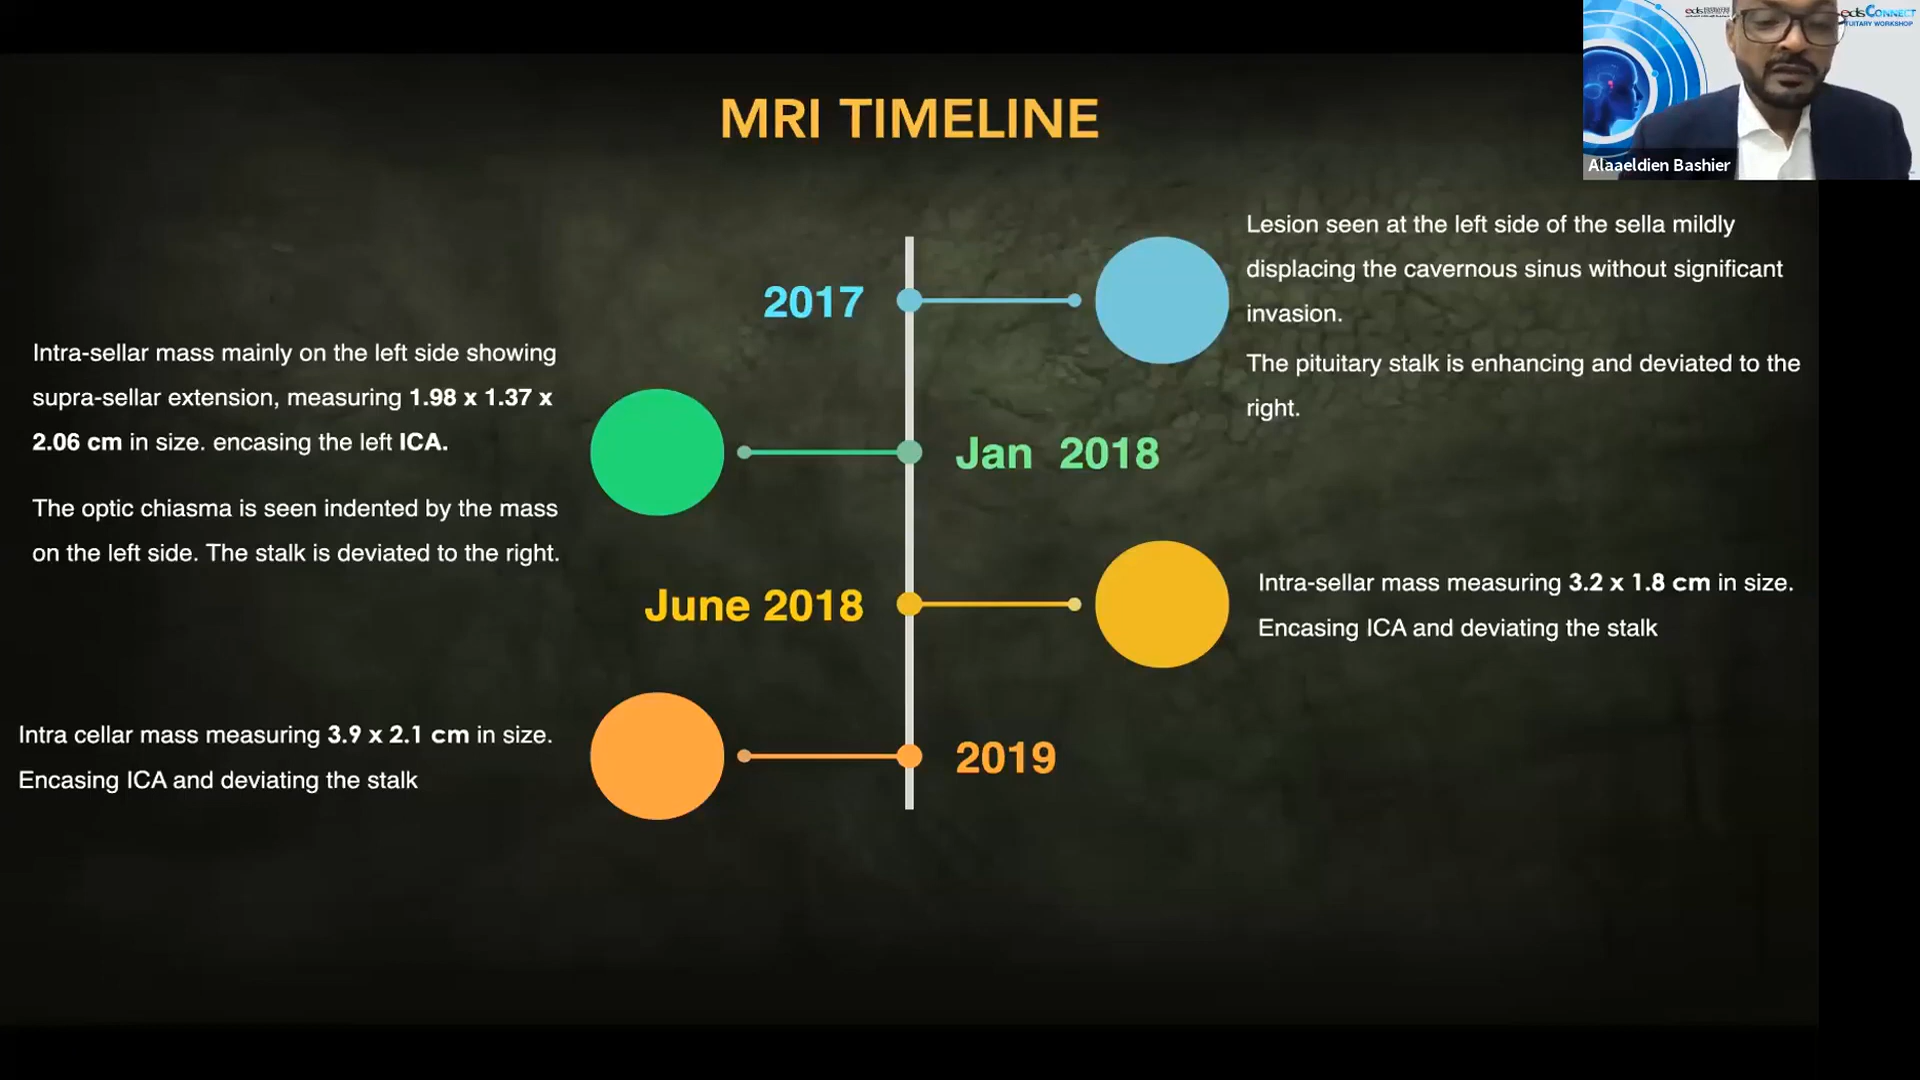 MRI TIMELINE
edsConnect
TUITARY WORKSHOP
Alaaeldien Bashier
2017
Lesion seen at the left side of the sella mildly
displacing the cavernous sinus without significant
invasion.
The pituitary stalk is enhancing and deviated to the
right.
Intra-sellar mass mainly on the left side showing
supra-sellar extension, measuring 1.98 x 1.37 x
2.06 cm in size. encasing the left ICA.
The optic chiasma is seen indented by the mass
on the left side. The stalk is deviated to the right.
Jan 2018
June 2018
Intra-sellar mass measuring 3.2 x 1.8 cm in size.
Encasing ICA and deviating the stalk
Intra cellar mass measuring 3.9 x 2.1 cm in size.
Encasing ICA and deviating the stalk
2019